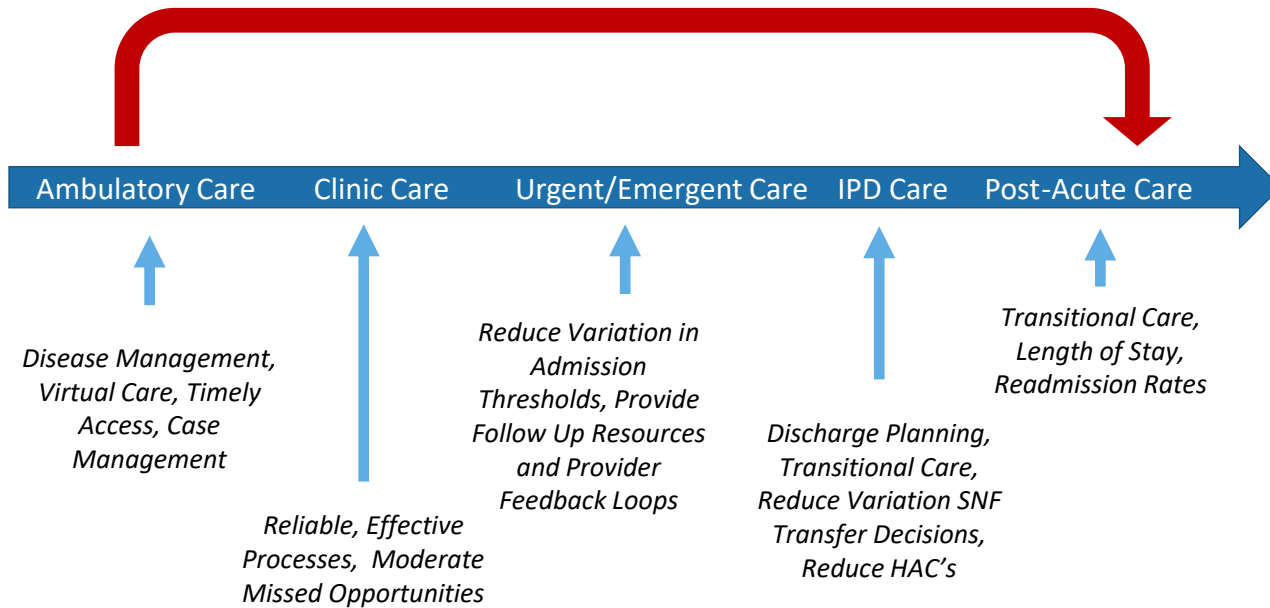 Ambulatory Care Clinic Care Urgent/Emergent Care IPD Care Post-Acute Care
Disease Management,
Virtual Care, Timely
Access, Case
Management
Reliable, Effective
Processes, Moderate
Missed Opportunities
Reduce Variation in
Admission
Thresholds, Provide
Follow Up Resources
and Provider
Feedback Loops
Discharge Planning,
Transitional Care,
Reduce Variation SNF
Transfer Decisions,
Reduce HAC's
Transitional Care,
Length of Stay,
Readmission Rates